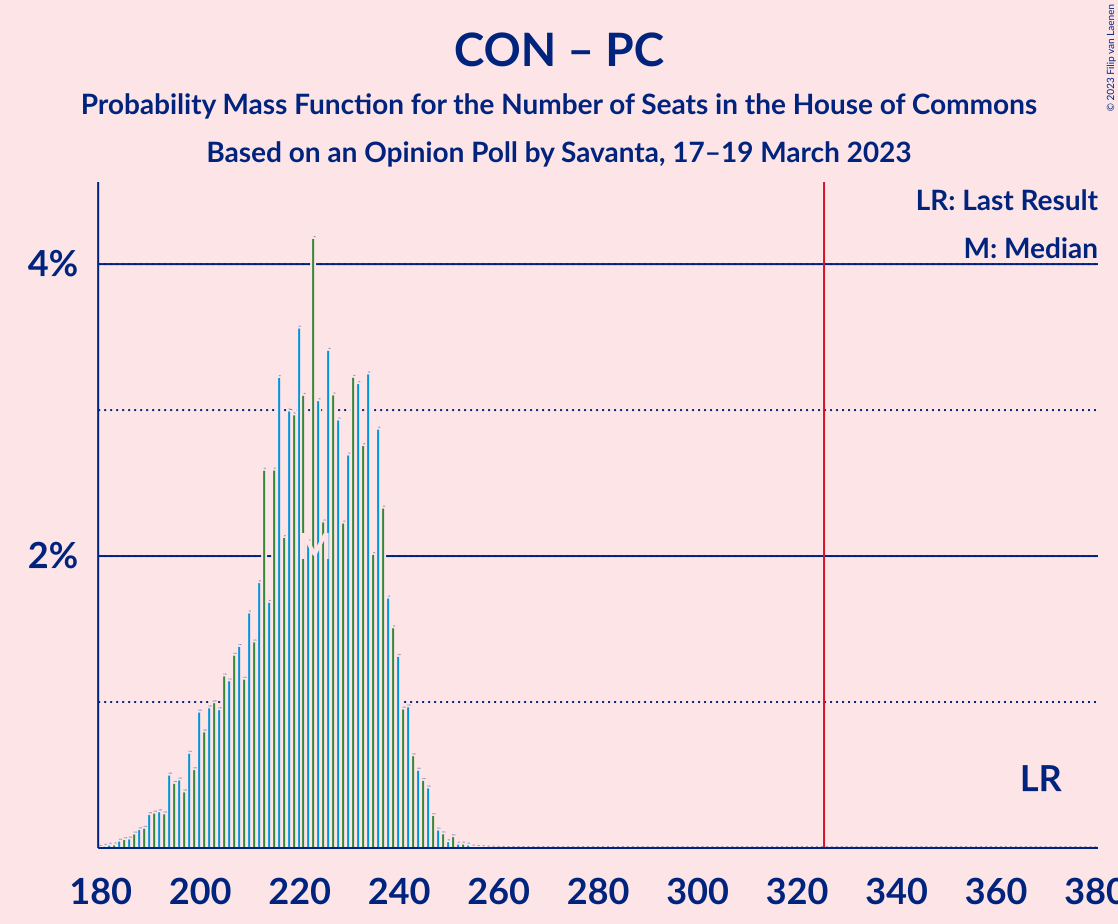 CON – PC
Probability Mass Function for the Number of Seats in the House of Commons
Based on an Opinion Poll by Savanta, 17–19 March 2023
© 2023 Filip van Laenen
LR: Last Result
M: Median
4%
2%
M
LR
180 200 220 240 260 280 300 320 340 360 380